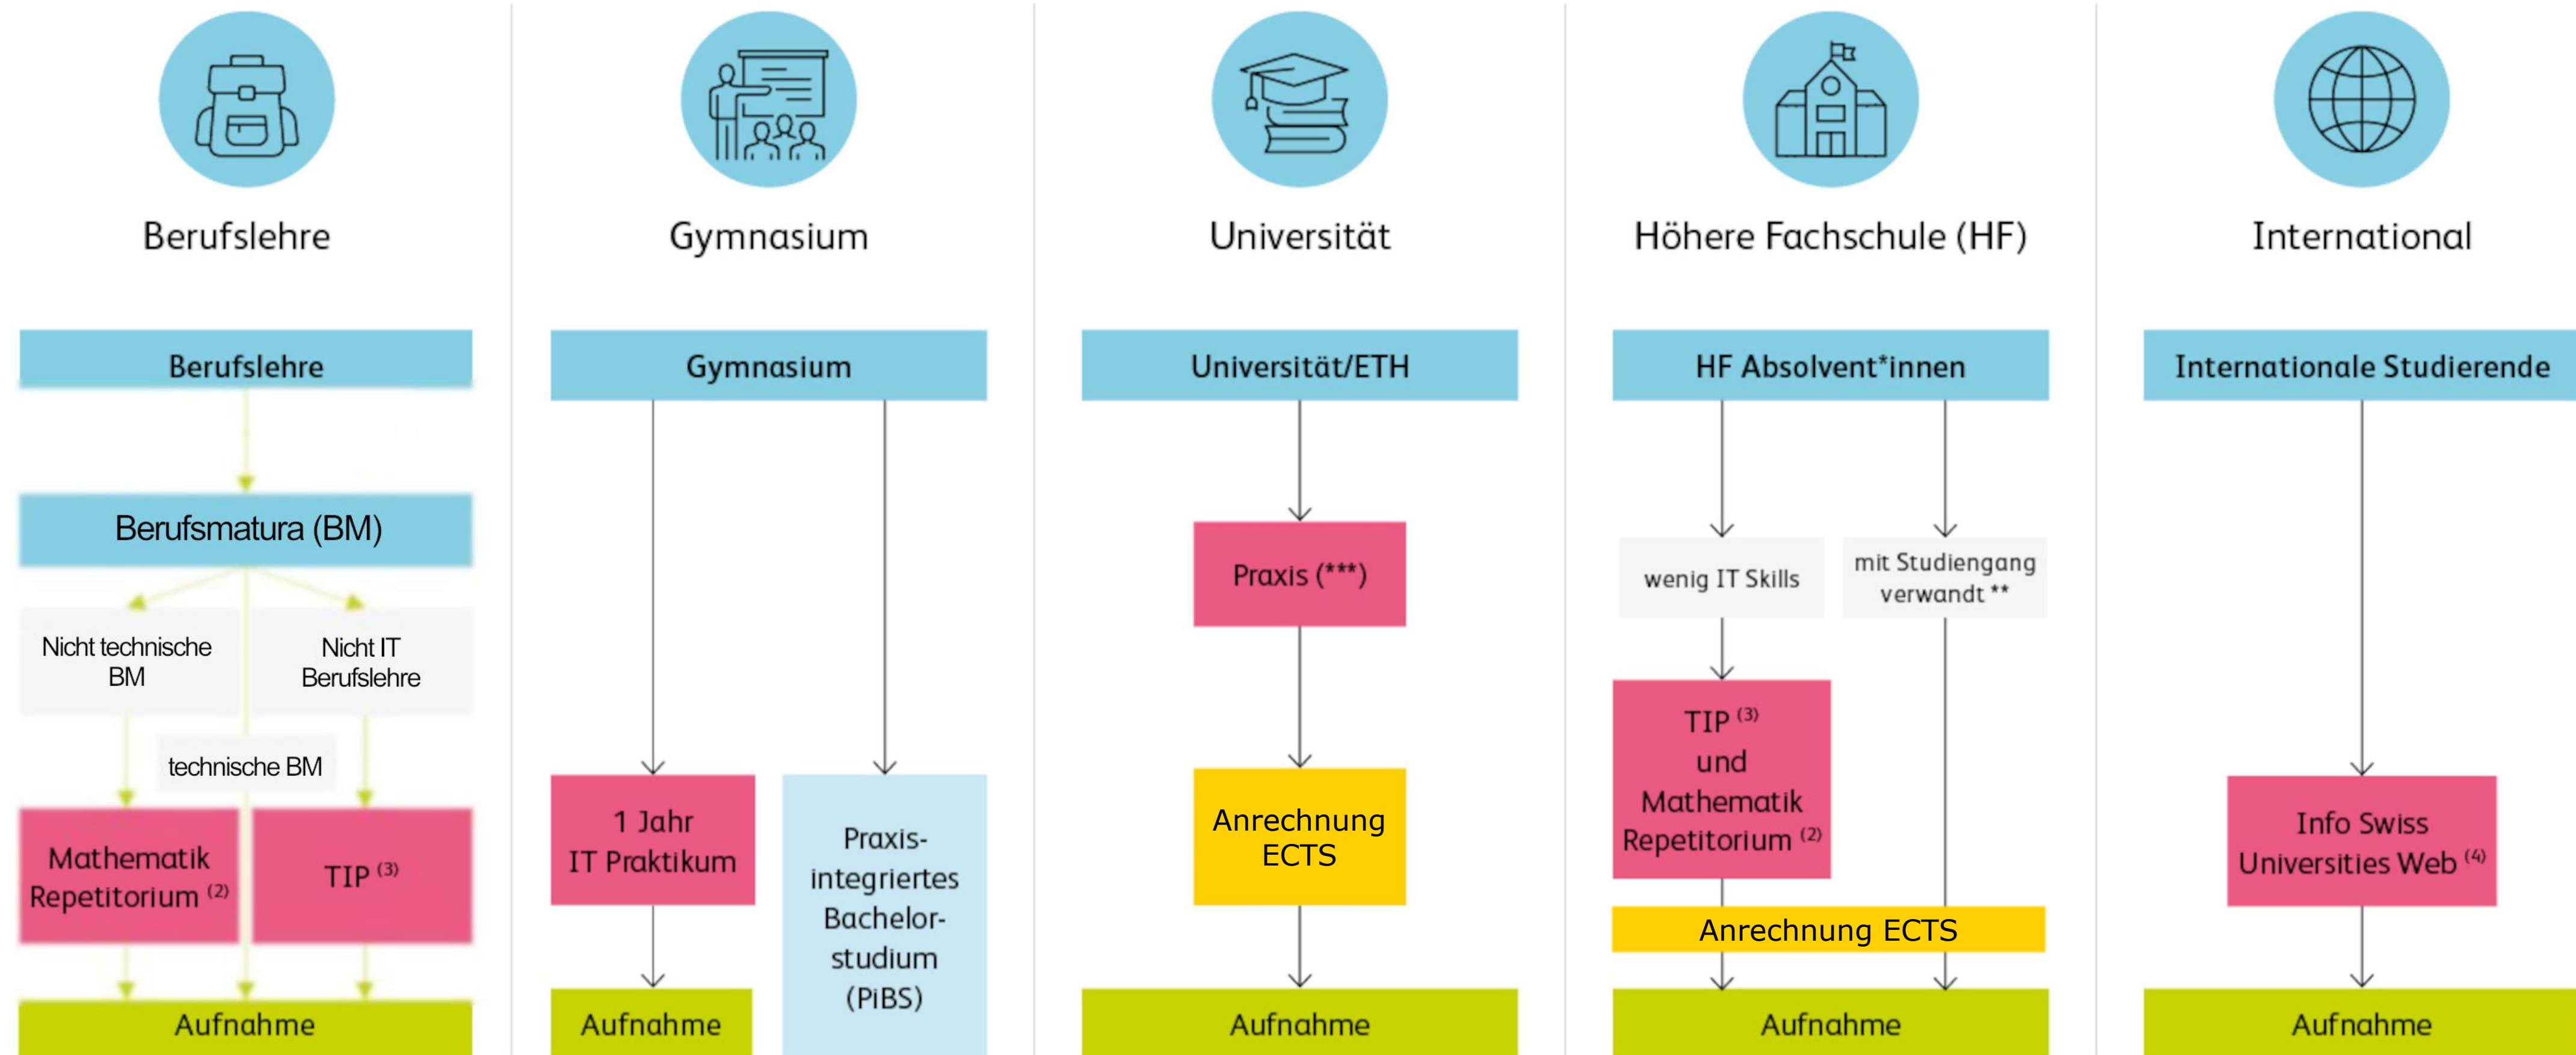 Berufslehre
Berufslehre
Berufsmatura (BM)
Nicht technische
BM
Nicht IT
Berufslehre
technische BM
Mathematik
Repetitorium (2)
TIP (3)
Aufnahme
Gymnasium
Gymnasium
1 Jahr
IT Praktikum
Praxis-
integriertes
Bachelor-
studium
(PiBS)
Aufnahme
Universität
Universität/ETH
Praxis (***)
Anrechnung
ECTS
Aufnahme
Höhere Fachschule (HF)
HF Absolvent*innen
wenig IT Skills
mit Studiengang
verwandt **
TIP (3)
und
Mathematik
Repetitorium (2)
Anrechnung ECTS
Aufnahme
International
Internationale Studierende
Info Swiss
Universities Web (4)
Aufnahme